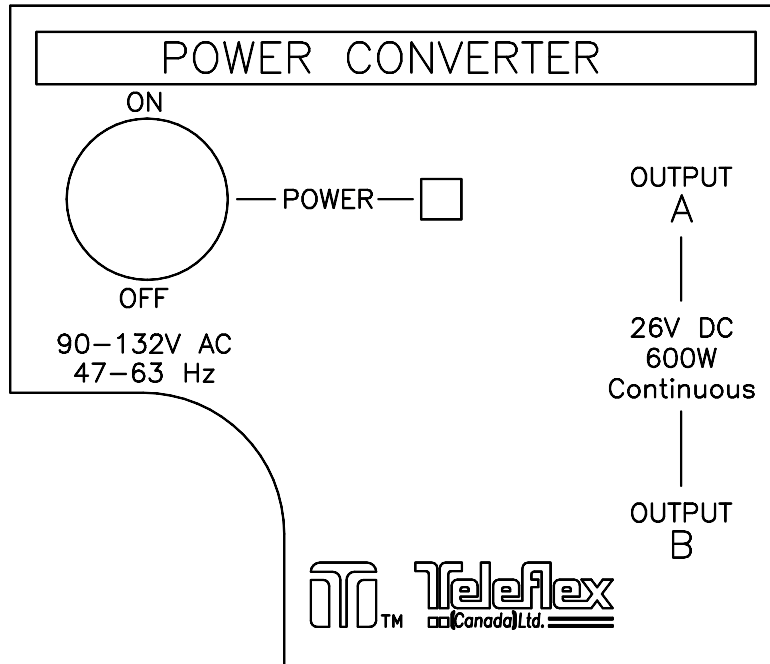 POWER CONVERTER
ON
POWER
OFF
90-132V AC
47-63 Hz
OUTPUT
A
26V DC
600W
Continuous
OUTPUT
B
TM
Teleflex
(Canada)Ltd.